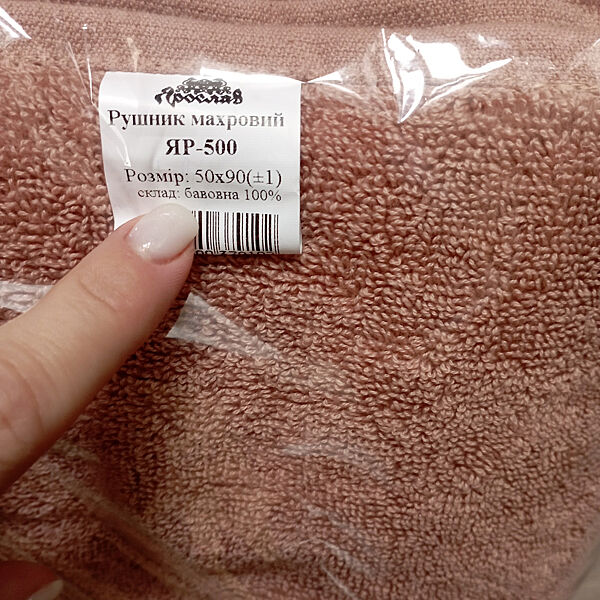 Ярослав
Рушник махровий
ЯР-500
Розмір: 50х90(±1)
склад: бавовна 100%